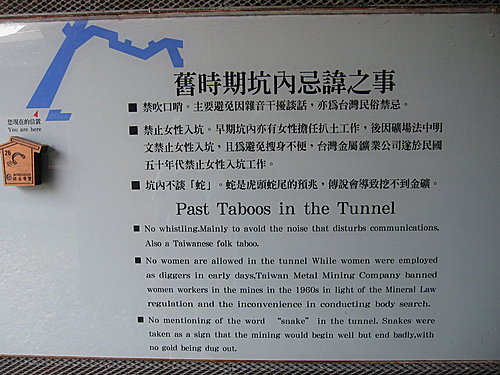 您現在的位置
You are here
26
舊時期坑內忌諱之事
■ 禁吹口哨。主要避免因雜音干擾談話，亦為台灣民俗禁忌。
■ 禁止女性入坑。早期坑內亦有女性擔任扒土工作，後因礦場法中明
文禁止女性入坑，且為避免搜身不便，台灣金屬鑛業公司遂於民國
五十年代禁止女性入坑工作。
■ 坑內不談「蛇」。蛇是虎頭蛇尾的預兆，傳說會導致挖不到金礦。
Past Taboos in the Tunnel
■ No whistling.Mainly to avoid the noise that disturbs communications.
Also a Taiwanese folk taboo.
■ No women are allowed in the tunnel While women were employed
as diggers in early days,Taiwan Metal Mining Company banned
women workers in the mines in the 1960s in light of the Mineral Law
regulation and the inconvenience in conducting body search.
■ No mentioning of the word “snake” in the tunnel. Snakes were
taken as a sign that the mining would begin well but end badly,with
no gold being dug out.